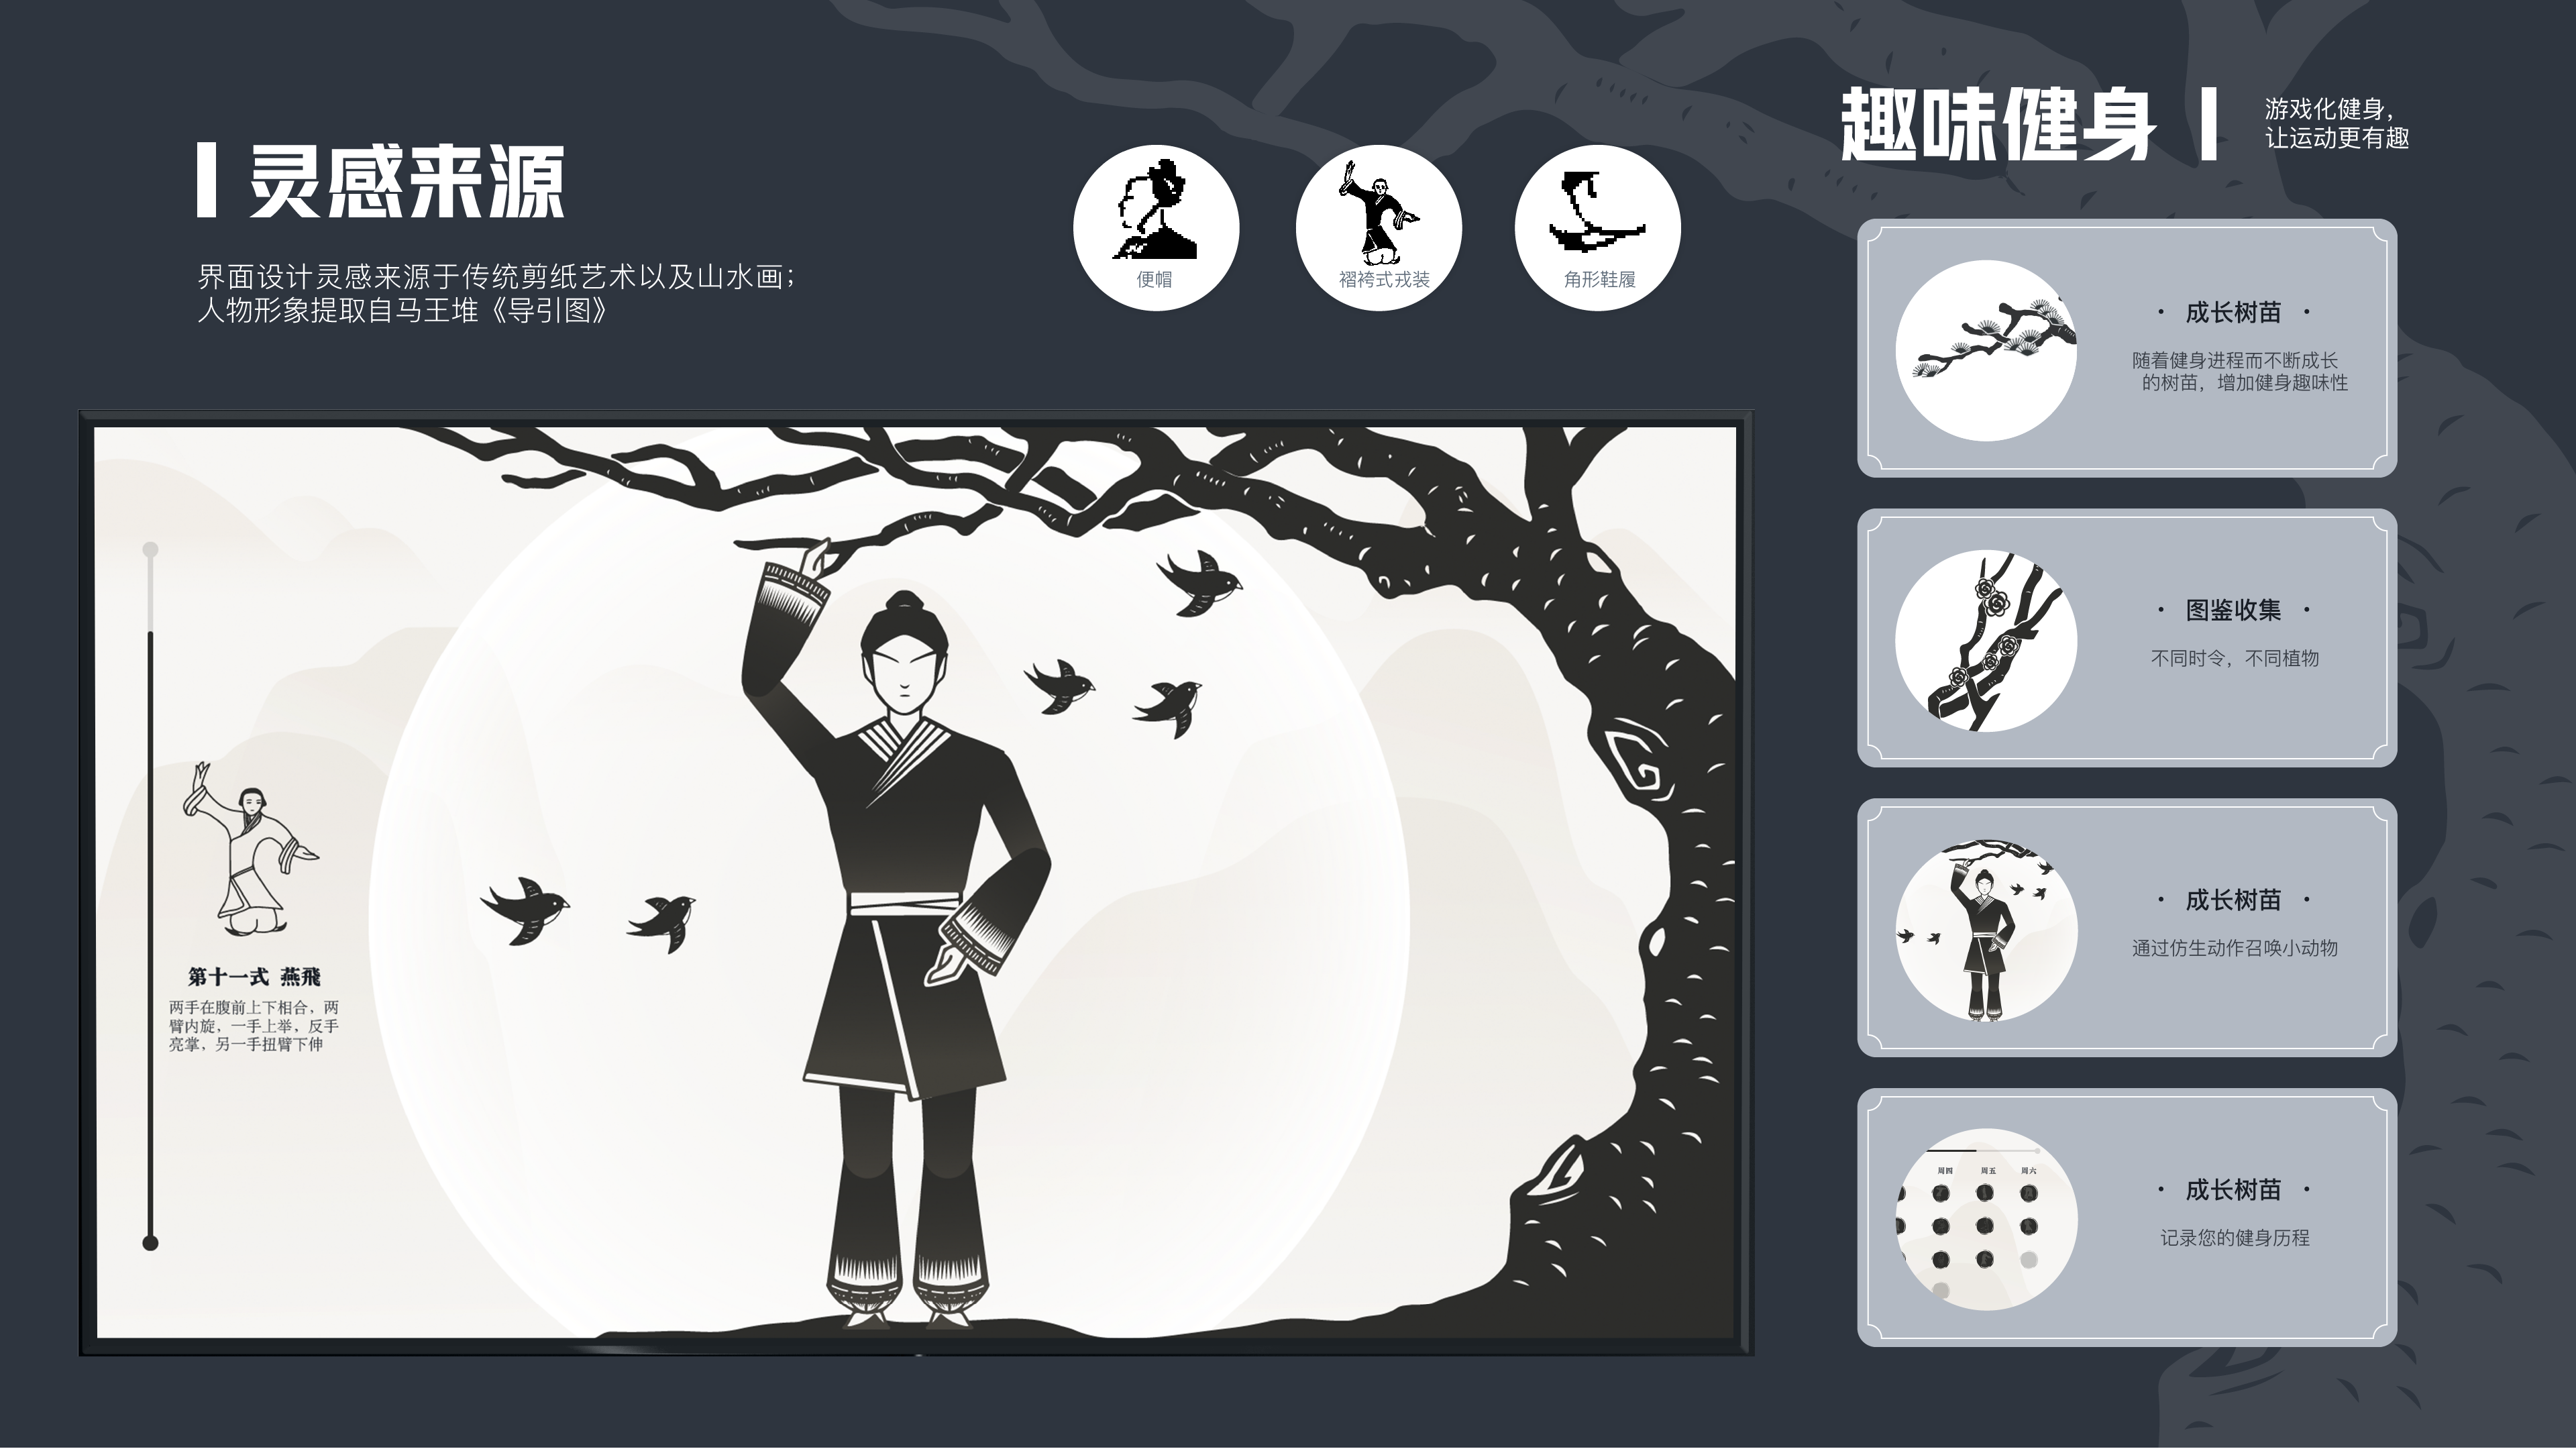 灵感来源
界面设计灵感来源于传统剪纸艺术以及山水画；
人物形象提取自马王堆《导引图》
便帽
褶袴式戎装
角形鞋履
第十一式 燕飛
两手在腹前上下相合，两
臂内旋，一手上举，反手
亮掌，另一手扭臂下伸
趣味健身
游戏化健身，
让运动更有趣
· 成长树苗 ·
随着健身进程而不断成长
的树苗，增加健身趣味性
· 图鉴收集 ·
不同时令，不同植物
· 成长树苗 ·
通过仿生动作召唤小动物
周四 周五 周六
· 成长树苗 ·
记录您的健身历程